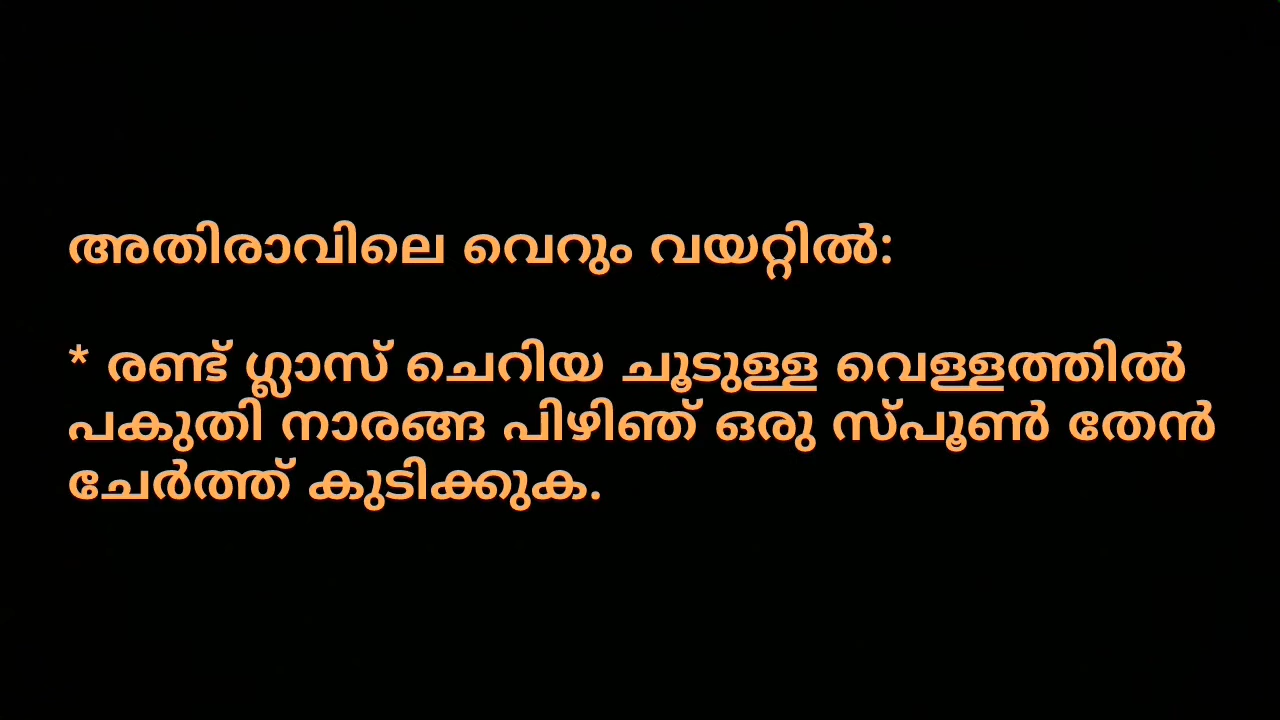 അതിരാവിലെ വെറും വയറ്റിൽ:
* രണ്ട് ഗ്ലാസ് ചെറിയ ചൂടുള്ള വെള്ളത്തിൽ
പകുതി നാരങ്ങ പിഴിഞ് ഒരു സ്പൂൺ തേൻ
ചേർത്ത് കുടിക്കുക.